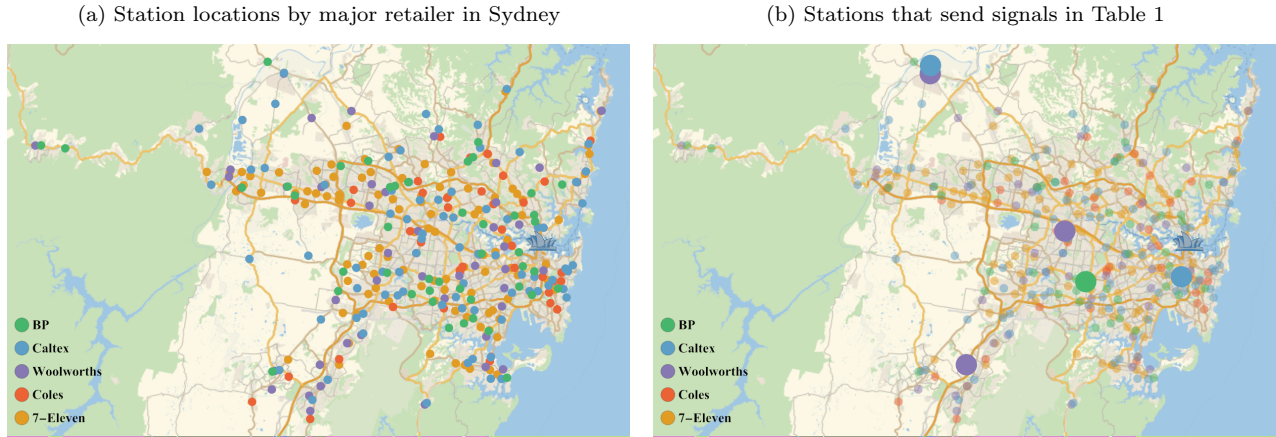 (a) Station locations by major retailer in Sydney
(b) Stations that send signals in Table 1
BP
Caltex
Woolworths
Coles
7−Eleven
BP
Caltex
Woolworths
Coles
7−Eleven